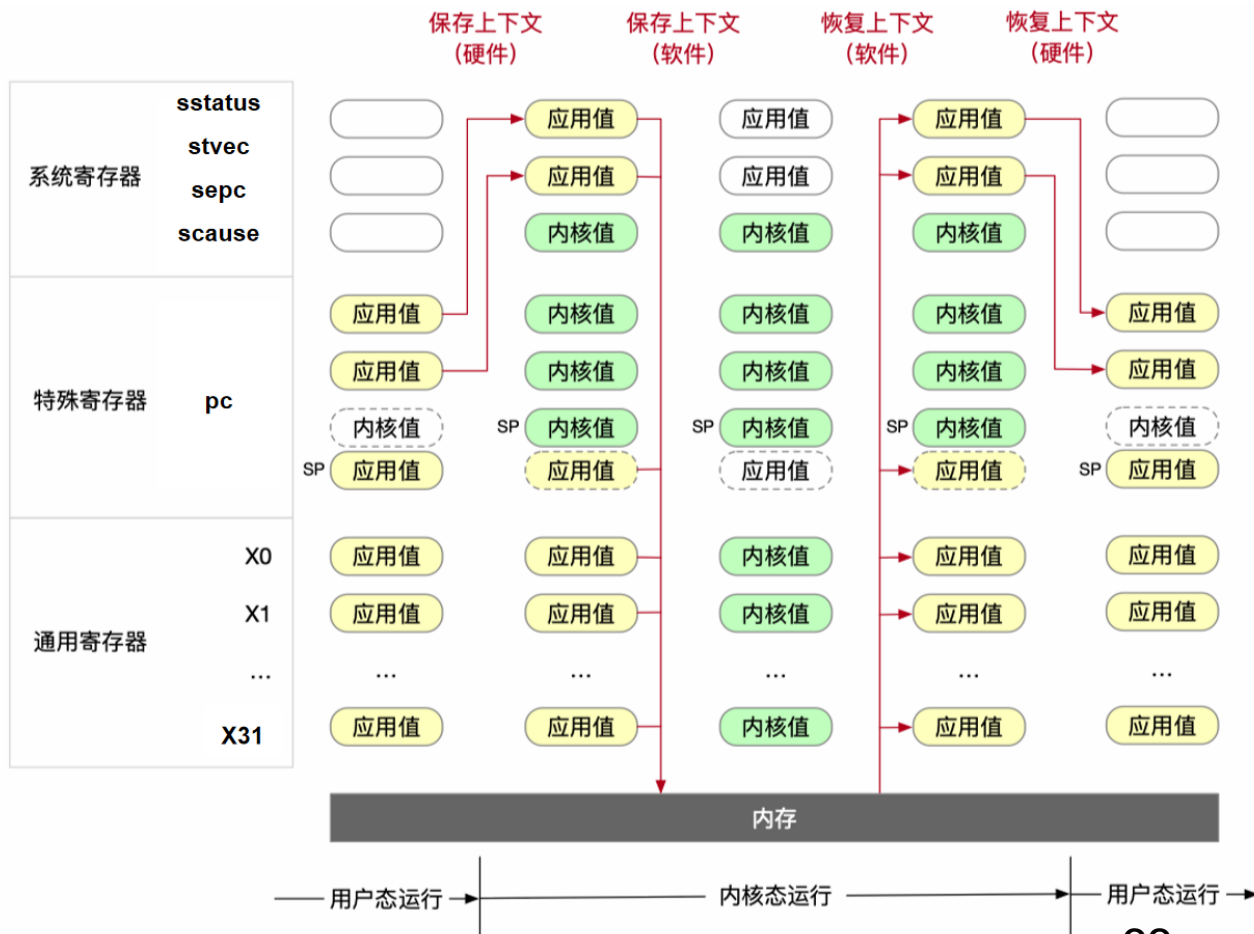 保存上下文 保存上下文 恢复上下文 恢复上下文
(硬件) (软件) (软件) (硬件)
sstatus 应用值 应用值 应用值
stvec
系统寄存器 sepc 应用值 应用值 应用值
scause 内核值 内核值 内核值
应用值 内核值 内核值 内核值 应用值
特殊寄存器 pc 应用值 内核值 内核值 内核值 应用值
内核值 SP 内核值 SP 内核值 SP 内核值 内核值
SP 应用值 应用值 应用值 应用值 SP 应用值
X0 应用值 应用值 内核值 应用值 应用值
X1 应用值 应用值 内核值 应用值 应用值
通用寄存器
... ... ... ... ... ...
X31 应用值 应用值 内核值 应用值 应用值
内存
用户态运行 内核态运行 用户态运行